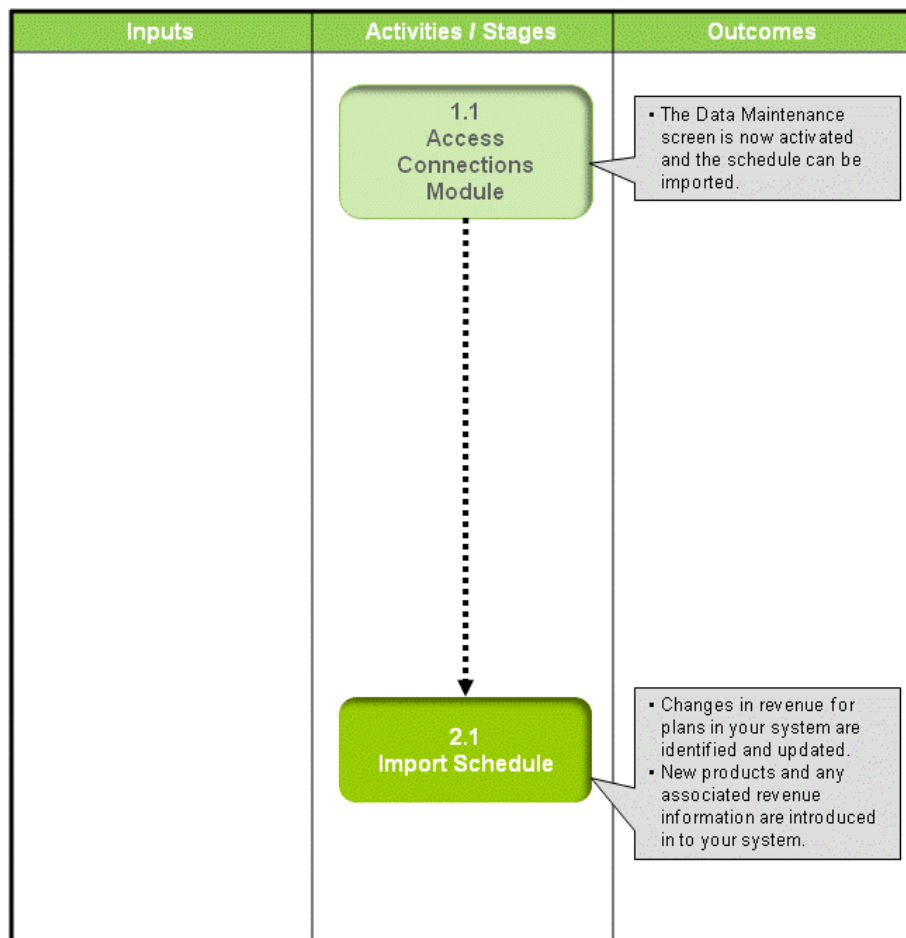 Inputs
Activities / Stages
Outcomes
1.1
Access
Connections
Module
▪ The Data Maintenance
screen is now activated
and the schedule can be
imported.
2.1
Import Schedule
▪ Changes in revenue for
plans in your system are
identified and updated.
▪ New products and any
associated revenue
information are introduced
in to your system.